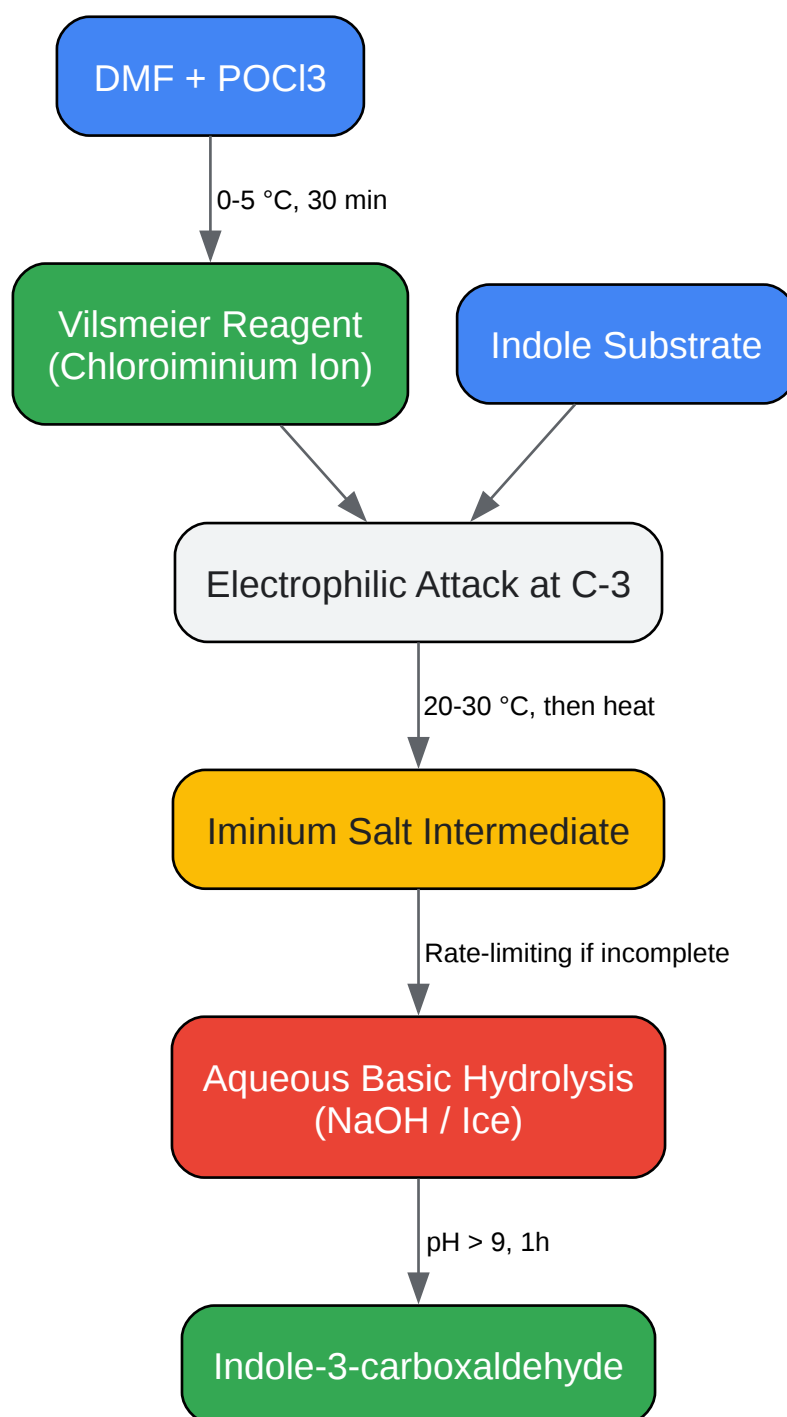 DMF + POCl3
0-5 °C, 30 min
Vilsmeier Reagent
(Chloroiminium Ion)
Indole Substrate
Electrophilic Attack at C-3
20-30 °C, then heat
Iminium Salt Intermediate
Rate-limiting if incomplete
Aqueous Basic Hydrolysis
(NaOH / Ice)
pH > 9, 1h
Indole-3-carboxaldehyde